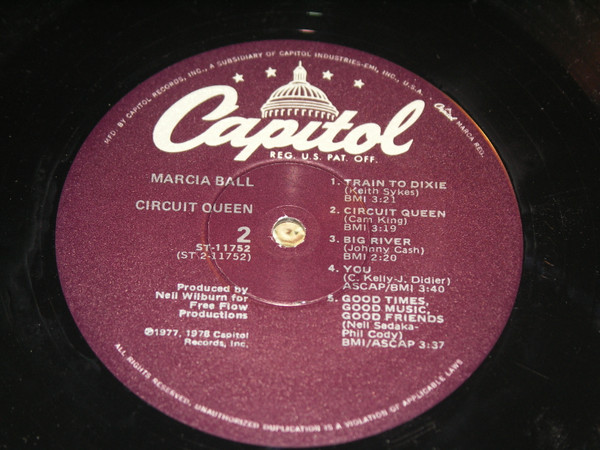 MFD. BY CAPITOL RECORDS, INC., A SUBSIDIARY OF CAPITOL INDUSTRIES-EMI, INC., U.S.A.
Capitol MARCA REG.
Capitol
REG. U.S. PAT. OFF.
MARCIA BALL
CIRCUIT QUEEN
2
ST-11752
(ST 2-11752)
Produced by
Neil Wilburn for
Free Flow
Productions
℗1977, 1978 Capitol
Records, Inc.
1. TRAIN TO DIXIE
(Keith Sykes)
BMI 3:21
2. CIRCUIT QUEEN
(Cam King)
BMI 3:19
3. BIG RIVER
(Johnny Cash)
BMI 2:20
4. YOU
(C. Kelly-J. Didier)
ASCAP/BMI 3:40
5. GOOD TIMES,
GOOD MUSIC,
GOOD FRIENDS
(Neil Sedaka-
Phil Cody)
BMI/ASCAP 3:37
ALL RIGHTS RESERVED. UNAUTHORIZED DUPLICATION IS A VIOLATION OF APPLICABLE LAWS